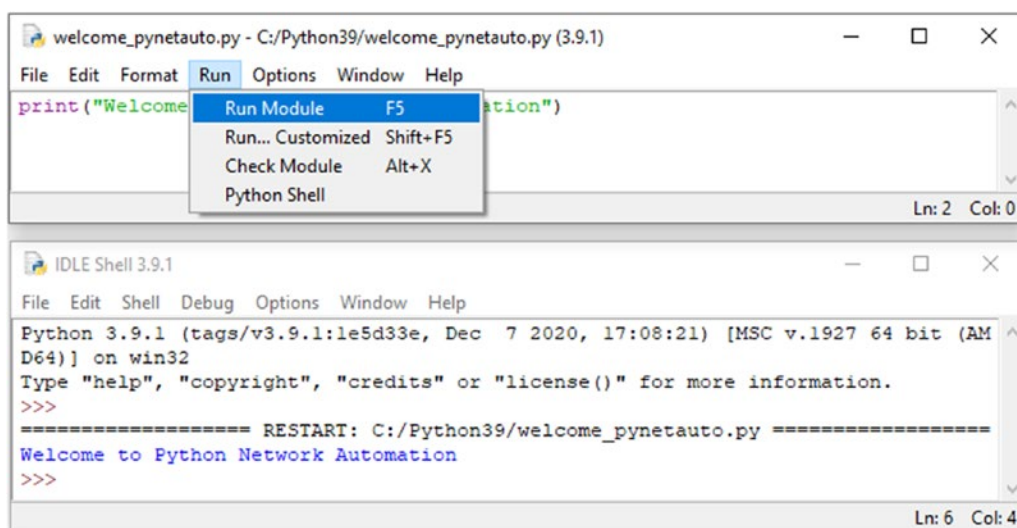 welcome_pynetauto.py - C:/Python39/welcome_pynetauto.py (3.9.1)
File Edit Format Run Options Window Help
print("Welcome ation")
Run Module F5
Run... Customized Shift+F5
Check Module Alt+X
Python Shell
Ln: 2 Col: 0
IDLE Shell 3.9.1
File Edit Shell Debug Options Window Help
Python 3.9.1 (tags/v3.9.1:1e5d33e, Dec 7 2020, 17:08:21) [MSC v.1927 64 bit (AM
D64)] on win32
Type "help", "copyright", "credits" or "license()" for more information.
>>>
=================== RESTART: C:/Python39/welcome_pynetauto.py ==================
Welcome to Python Network Automation
>>>
Ln: 6 Col: 4